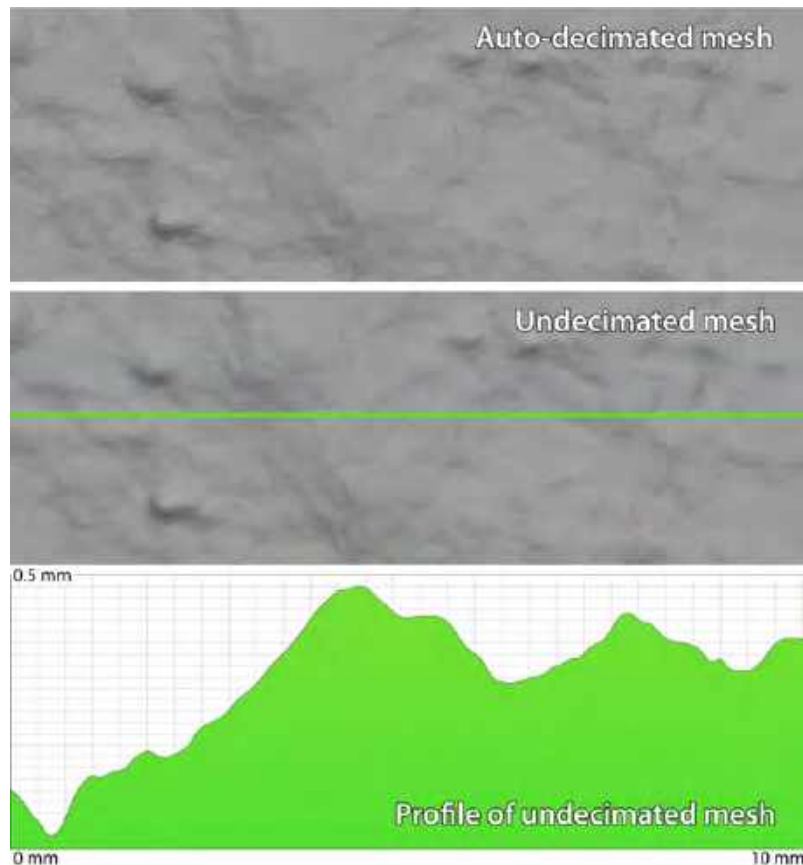 Auto-decimated mesh
Undecimated mesh
0.5 mm
Profile of undecimated mesh
0 mm
10 mm